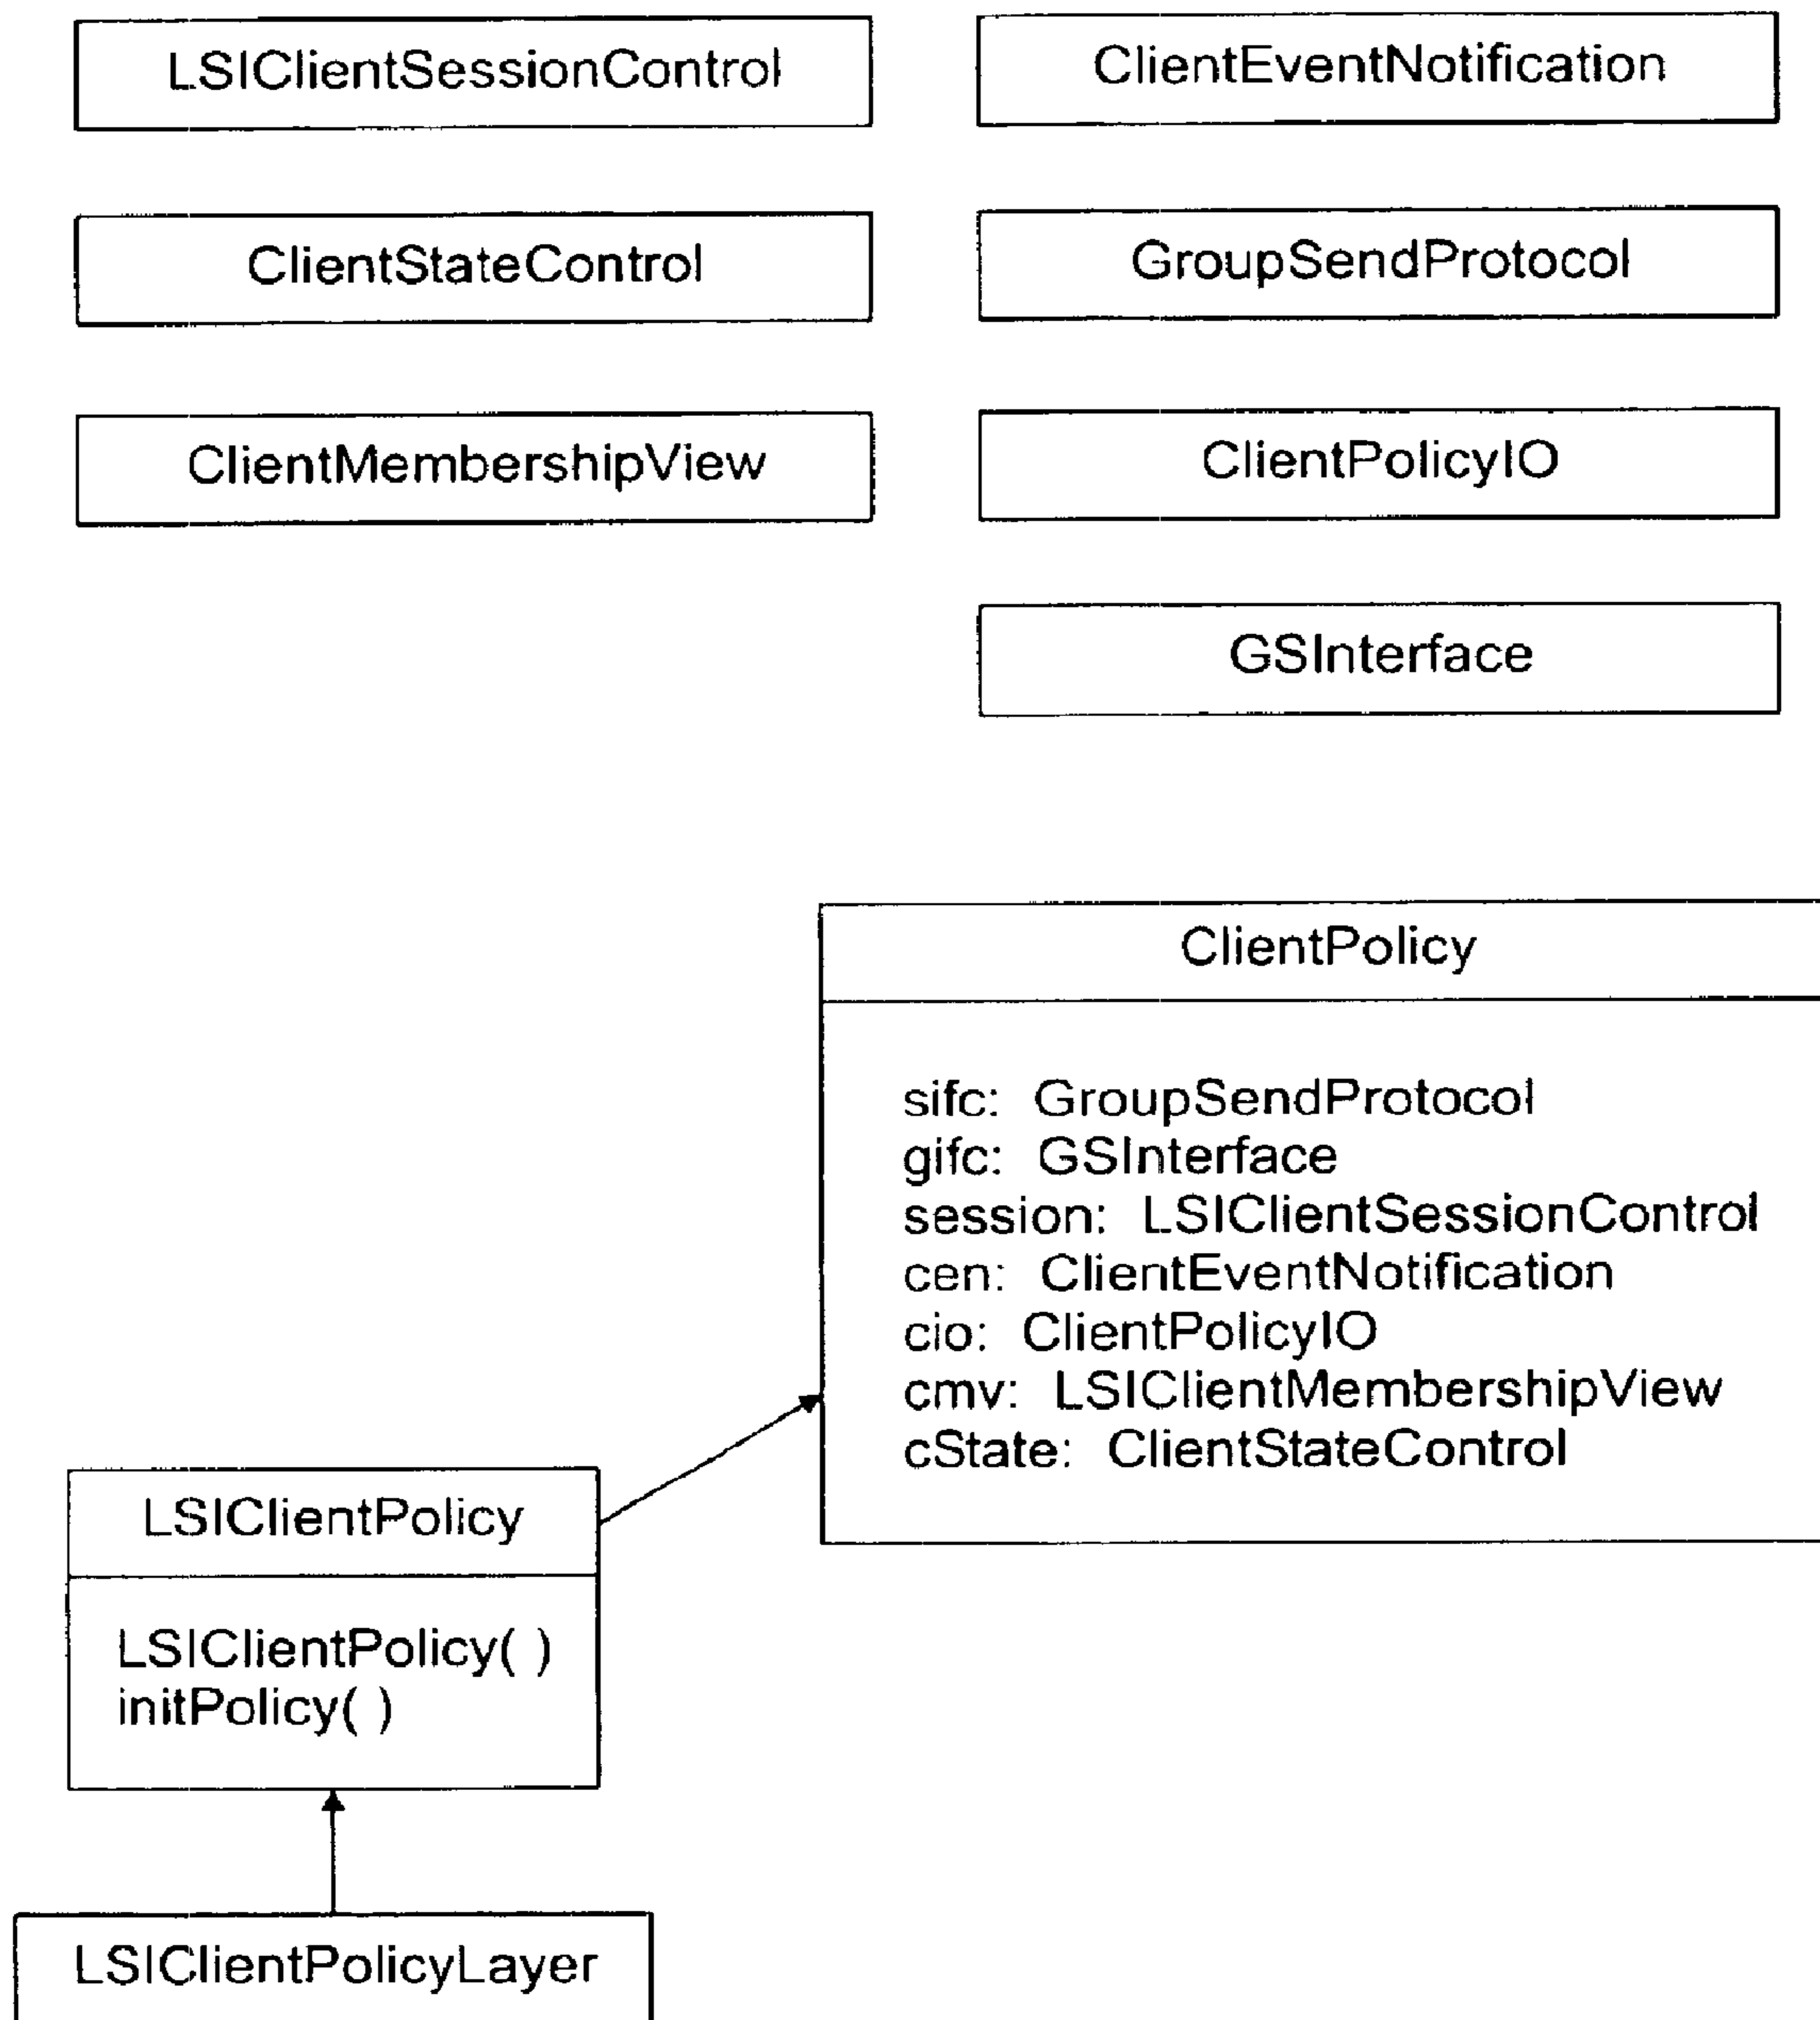 LSIClientSessionControl
ClientEventNotification
ClientStateControl
GroupSendProtocol
ClientMembershipView
ClientPolicyIO
GSInterface
ClientPolicy
sifc: GroupSendProtocol
gifc: GSInterface
session: LSIClientSessionControl
cen: ClientEventNotification
cio: ClientPolicyIO
cmv: LSIClientMembershipView
cState: ClientStateControl
LSIClientPolicy
LSIClientPolicy( )
initPolicy( )
LSIClientPolicyLayer